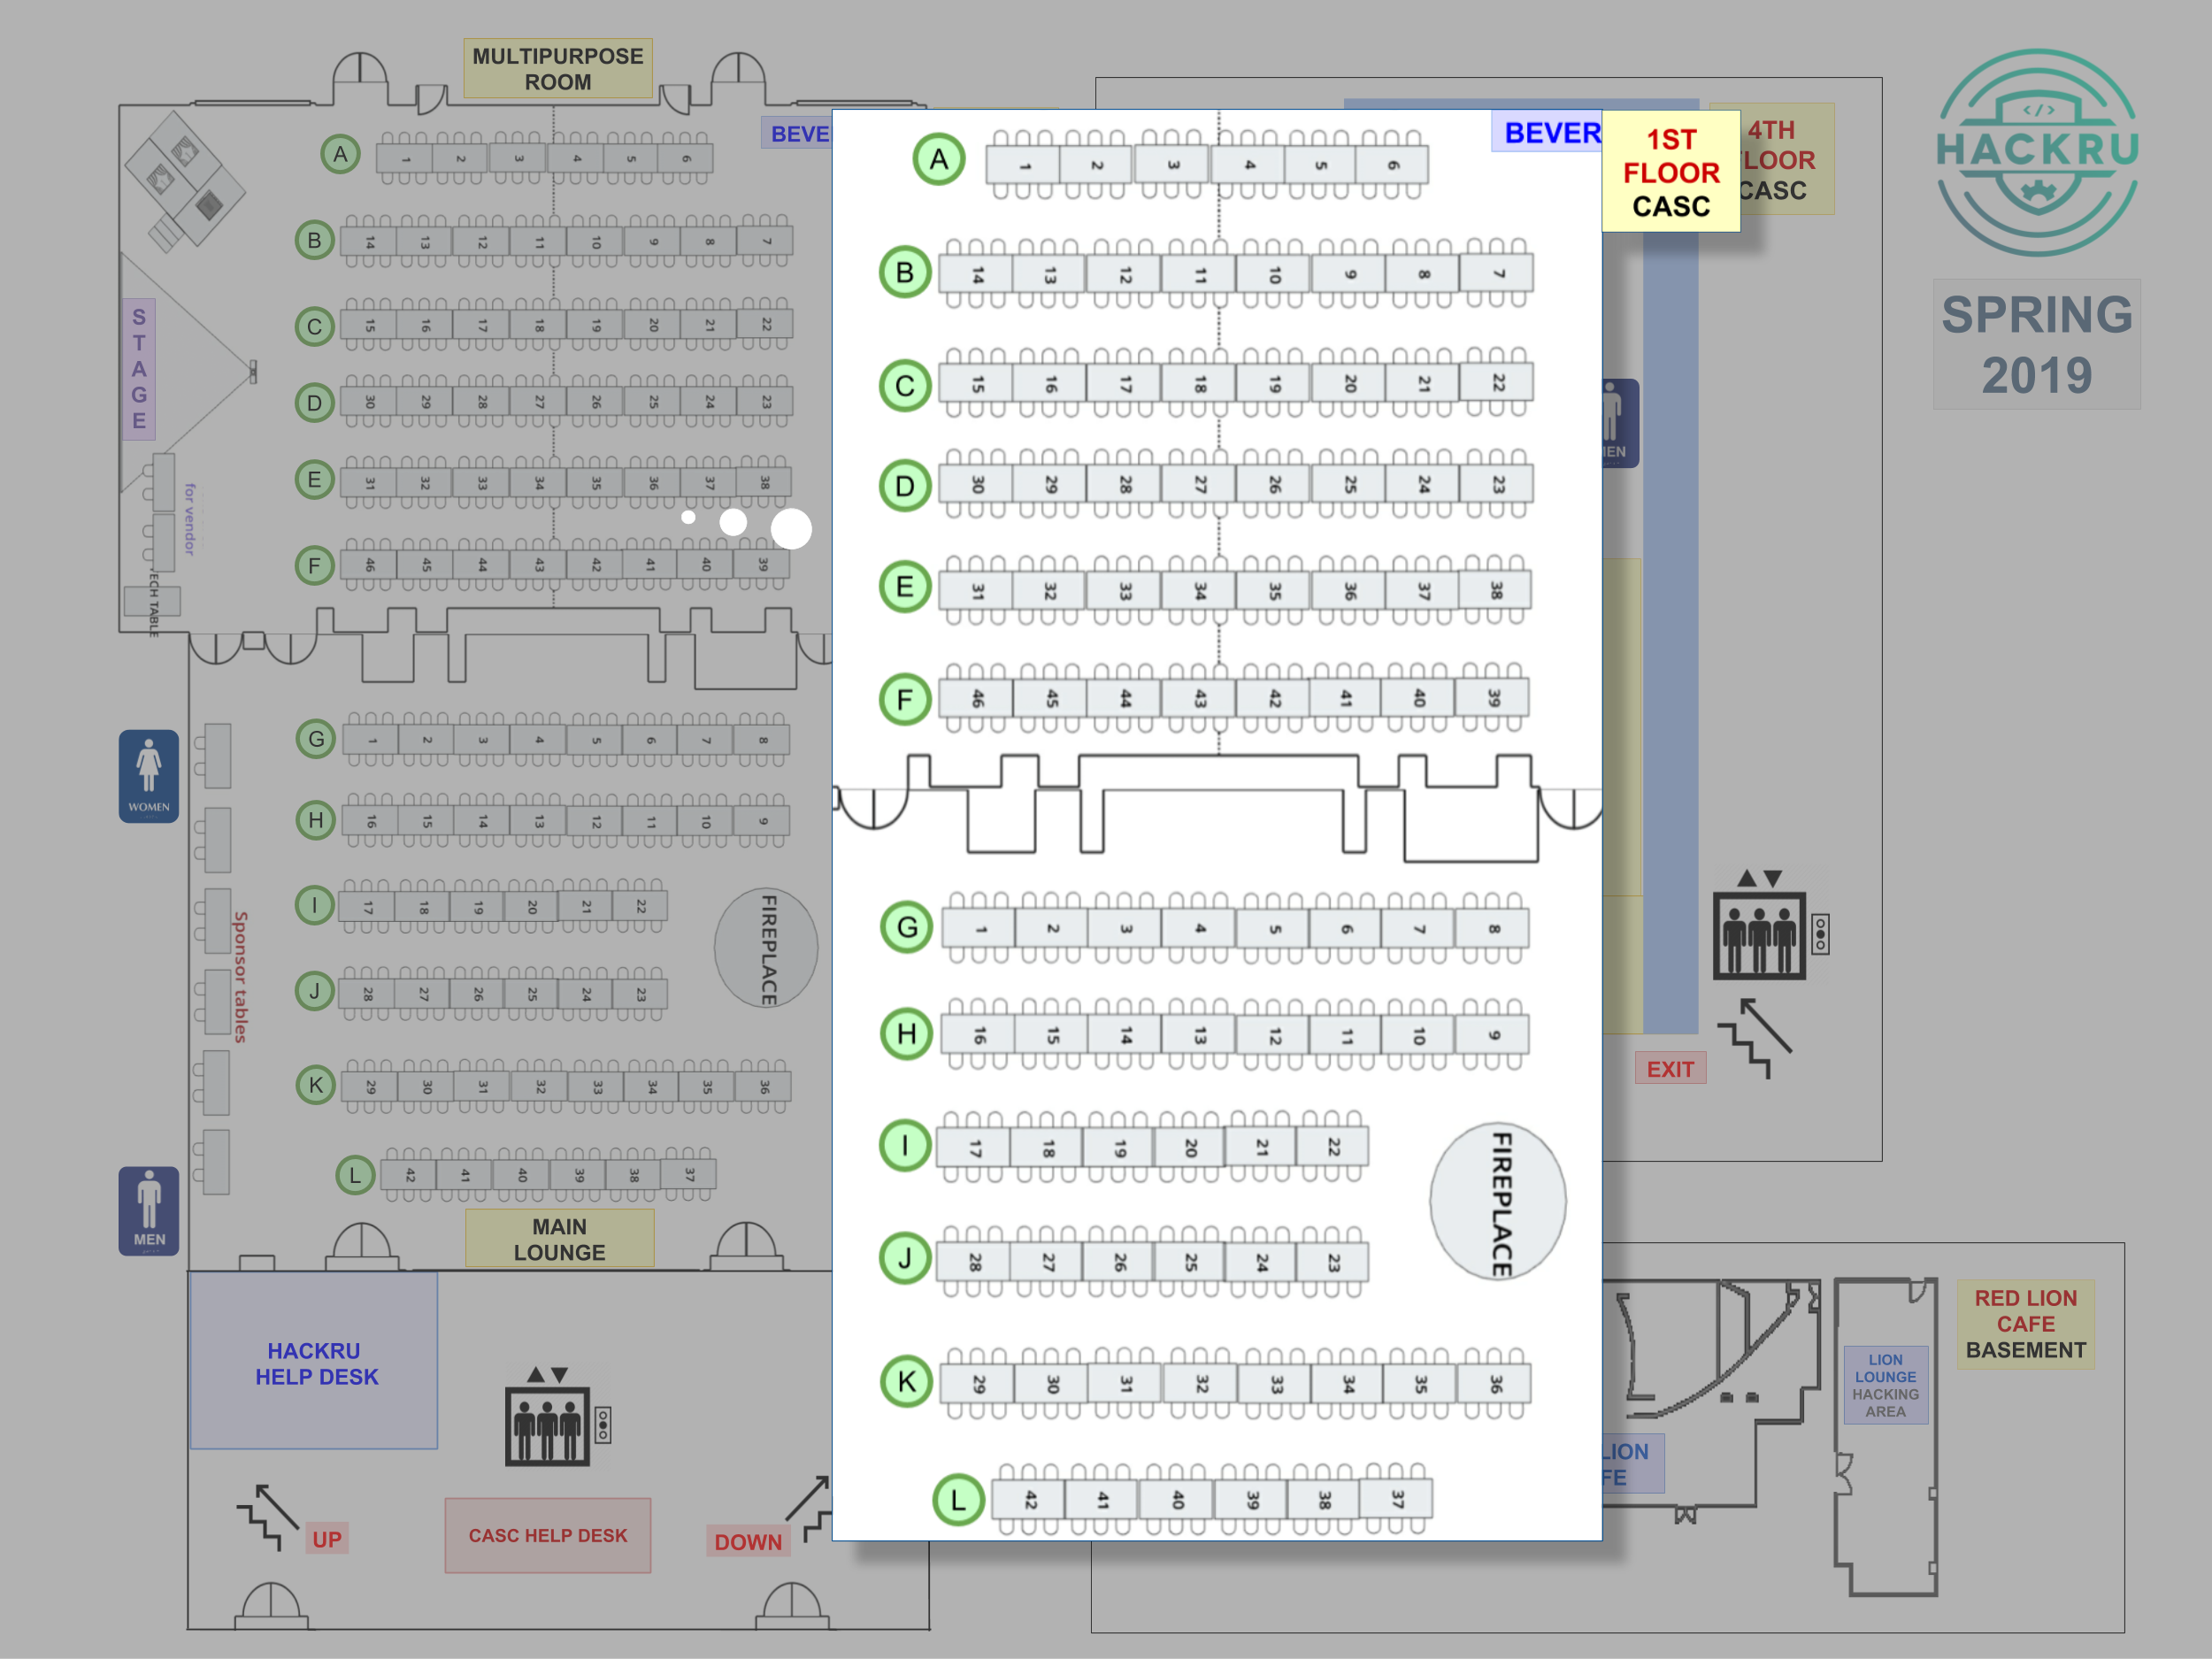 MULTIPURPOSE
ROOM
A
1 2 3 4 5 6
B
14 13 12 11 10 9 8 7
C
15 16 17 18 19 20 21 22
D
30 29 28 27 26 25 24 23
E
31 32 33 34 35 36 37 38
F
46 45 44 43 42 41 40 39
BEVE
STAGE
for vendor
ECH TABLE
G
1 2 3 4 5 6 7 8
H
16 15 14 13 12 11 10 9
I
17 18 19 20 21 22
J
28 27 26 25 24 23
K
29 30 31 32 33 34 35 36
L
42 41 40 39 38 37
FIREPLACE
WOMEN
Sponsor tables
MEN
MAIN
LOUNGE
HACKRU
HELP DESK
UP
CASC HELP DESK
DOWN
A
1 2 3 4 5 6
BEVER
1ST
FLOOR
CASC
B
14 13 12 11 10 9 8 7
C
15 16 17 18 19 20 21 22
D
30 29 28 27 26 25 24 23
E
31 32 33 34 35 36 37 38
F
46 45 44 43 42 41 40 39
G
1 2 3 4 5 6 7 8
H
16 15 14 13 12 11 10 9
I
17 18 19 20 21 22
J
28 27 26 25 24 23
FIREPLACE
K
29 30 31 32 33 34 35 36
L
42 41 40 39 38 37
4TH
LOOR
CASC
</>
HACKRU
SPRING
2019
IEN
EXIT
LION
FE
LION
LOUNGE
HACKING
AREA
RED LION
CAFE
BASEMENT